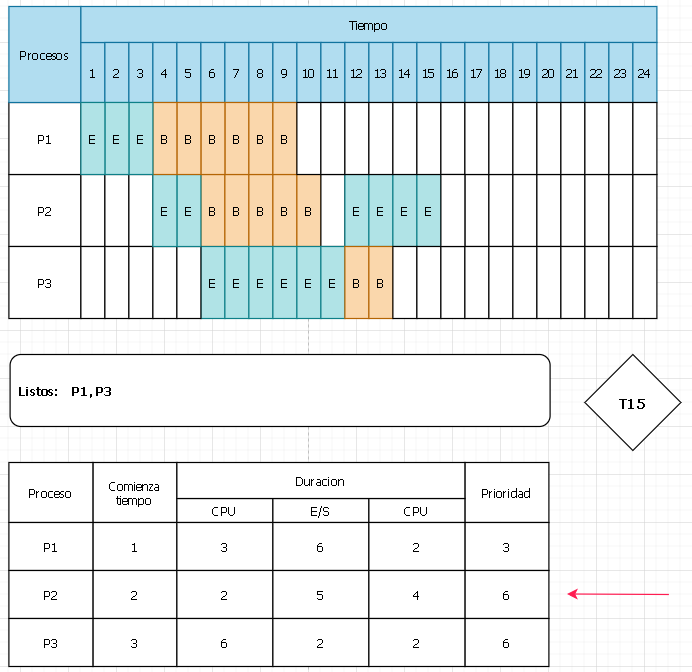 Procesos Tiempo
1 2 3 4 5 6 7 8 9 10 11 12 13 14 15 16 17 18 19 20 21 22 23 24
P1 E E E B B B B B B
P2 E E B B B B B E E E E
P3 E E E E E E B B
Listos: P1, P3
T15
Proceso Comienza tiempo Duracion Prioridad
CPU E/S CPU
P1 1 3 6 2 3
P2 2 2 5 4 6
P3 3 6 2 2 6